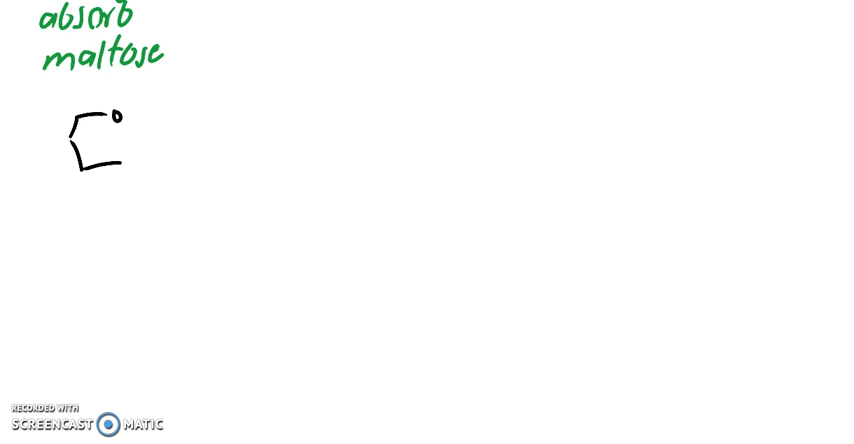 absorb
maltose
O
RECORDED WITH
SCREENCAST MATIC